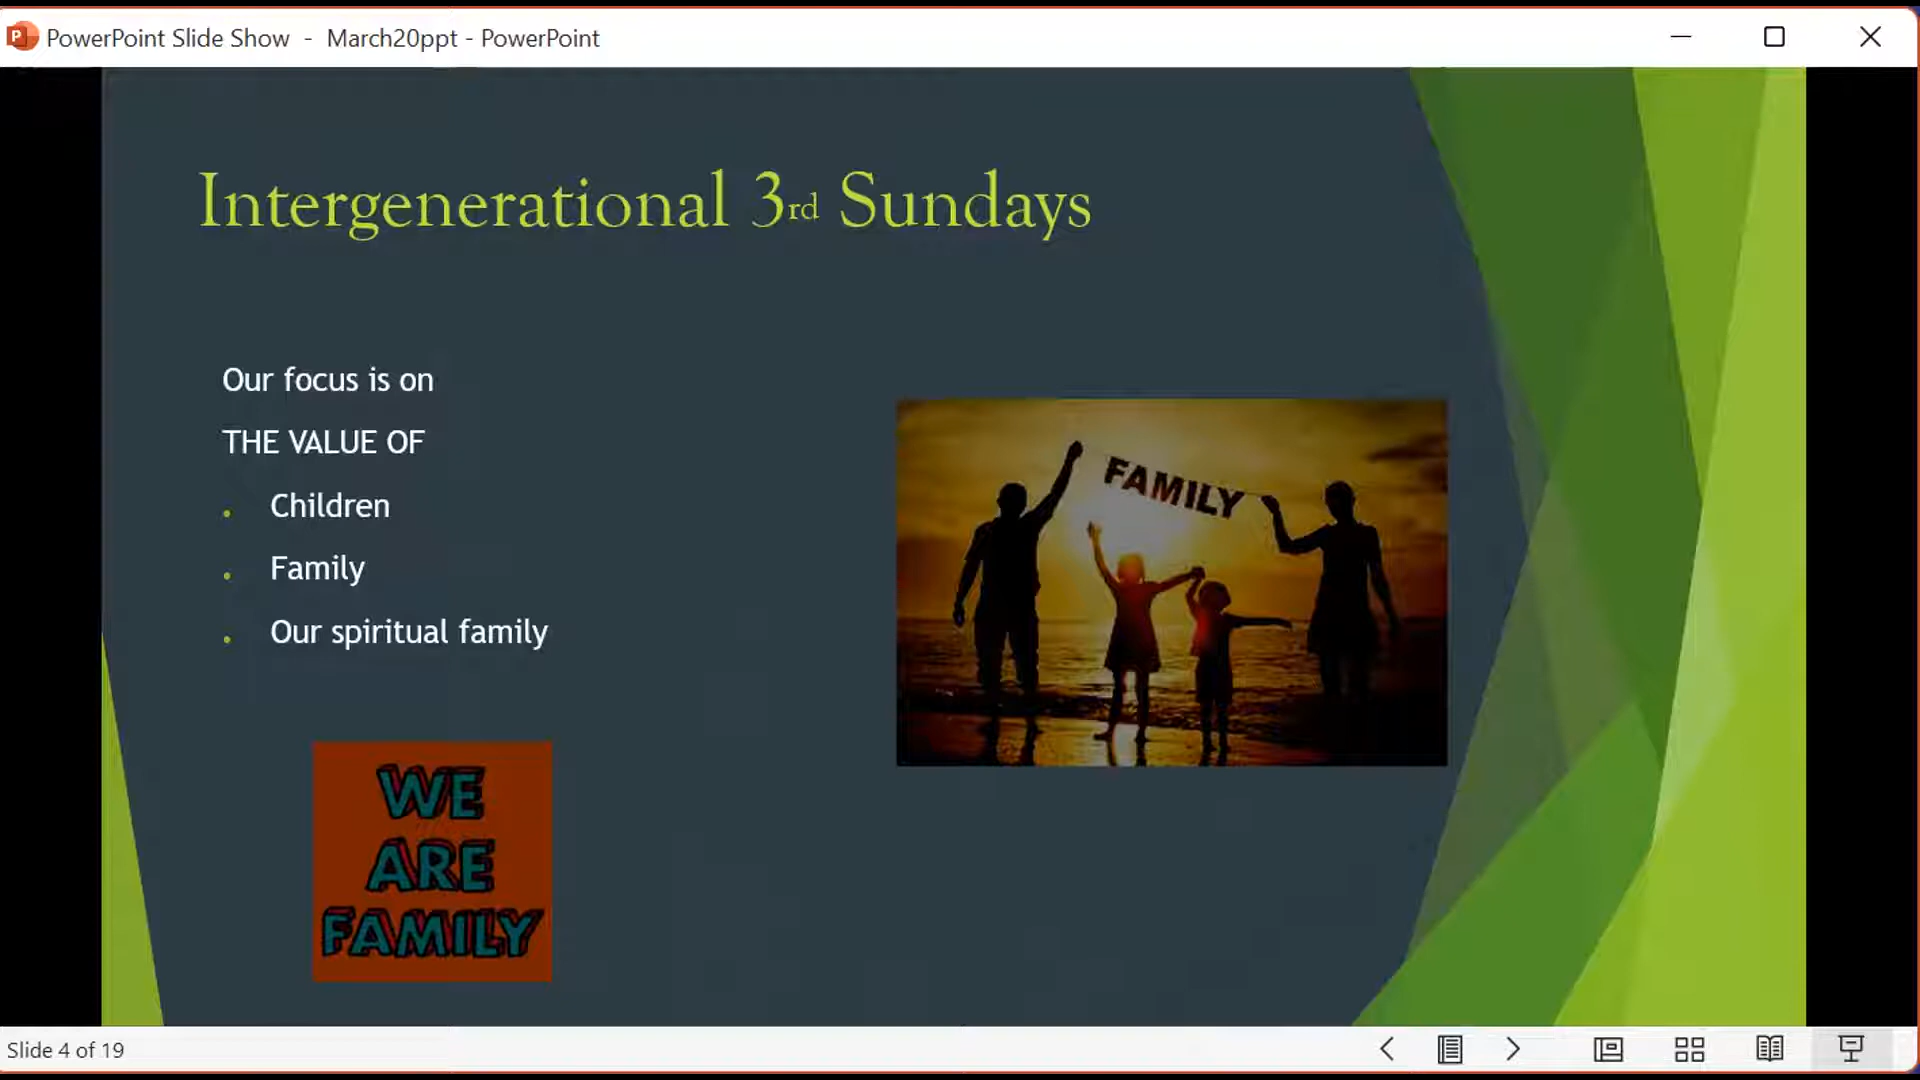 PowerPoint Slide Show - March20ppt - PowerPoint
Intergenerational 3rd Sundays
Our focus is on
THE VALUE OF
. Children
. Family
. Our spiritual family
FAMILY
WE
ARE
FAMILY
Slide 4 of 19